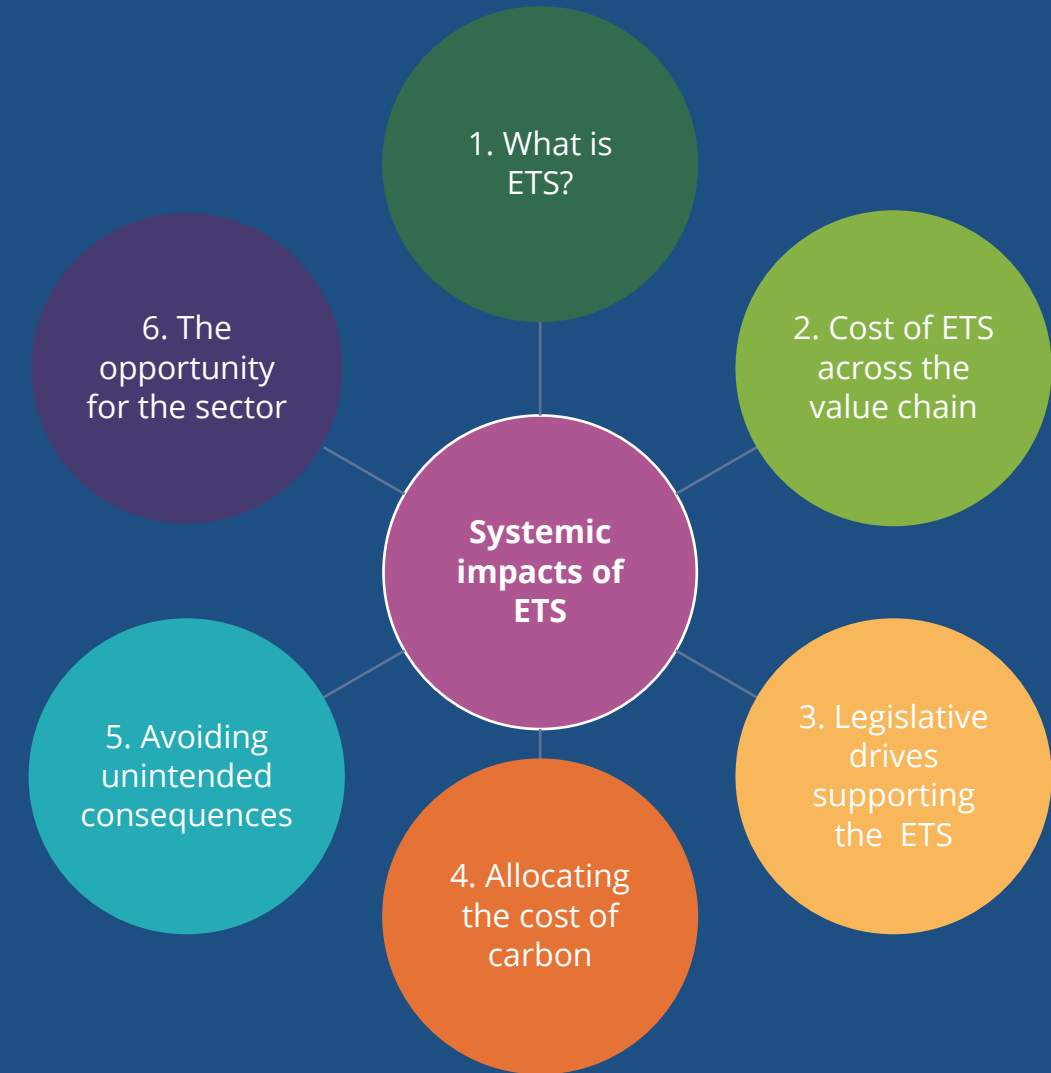 1. What is
ETS?
2. Cost of ETS
across the
value chain
3. Legislative
drives
supporting
the  ETS
4. Allocating
the cost of
carbon
5. Avoiding
unintended
consequences
6. The
opportunity
for the sector
Systemic
impacts of
ETS